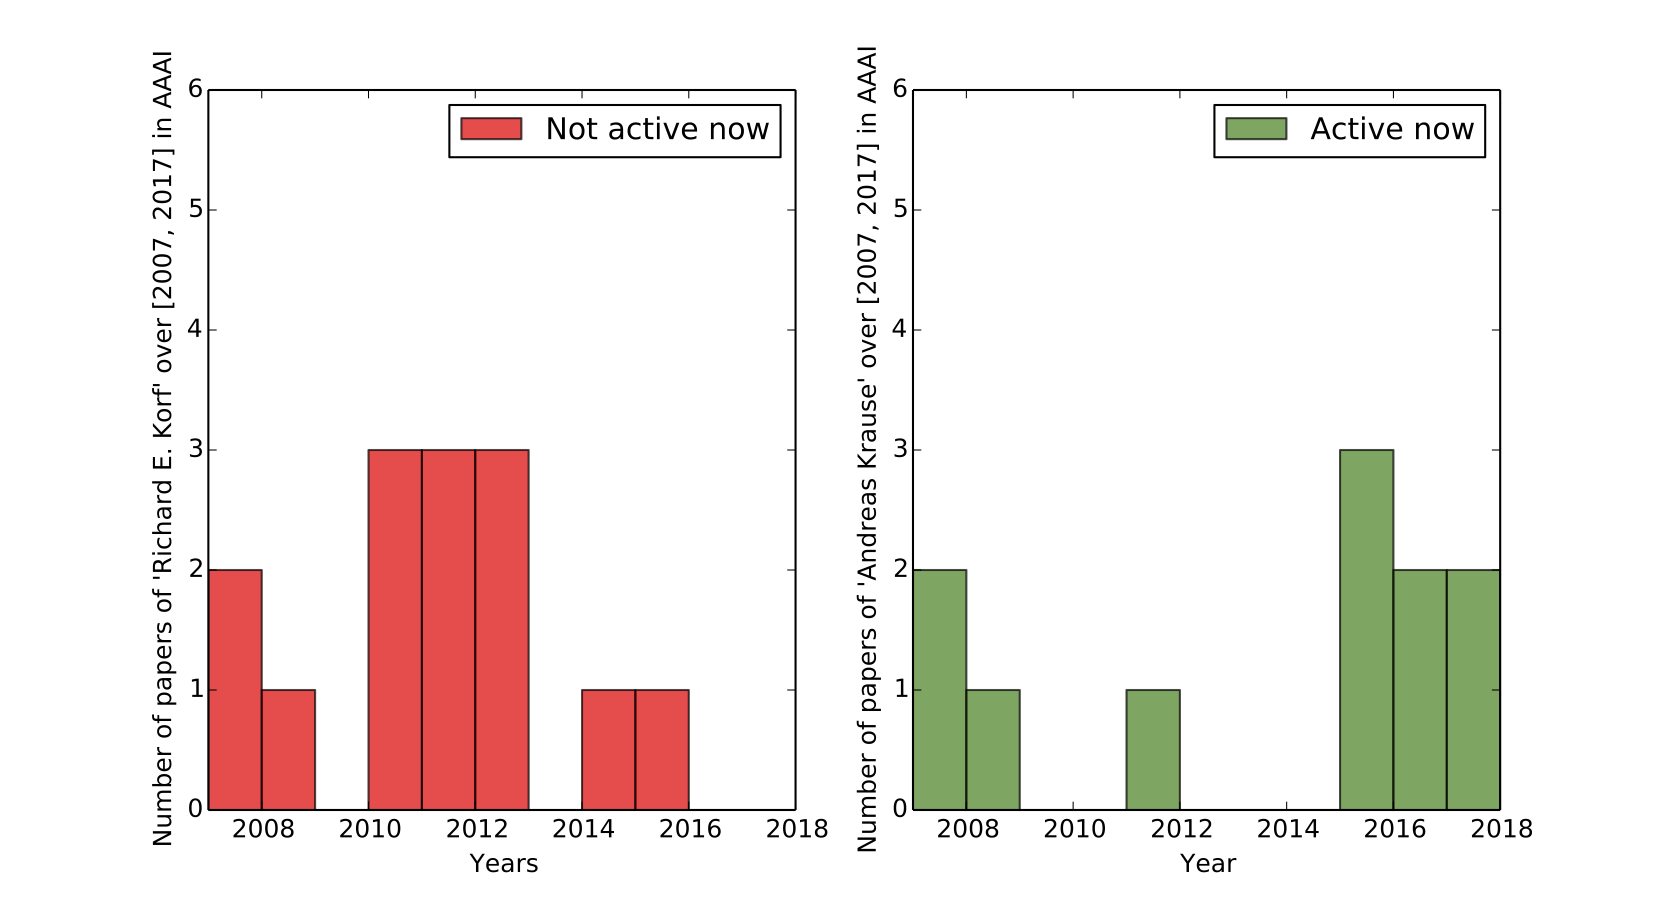 Number of papers of 'Richard E. Korf' over [2007, 2017] in AAAI
6
5
4
3
2
1
0
Not active now
2008 2010 2012 2014 2016 2018
Years
Number of papers of 'Andreas Krause' over [2007, 2017] in AAAI
6
5
4
3
2
1
0
Active now
2008 2010 2012 2014 2016 2018
Year